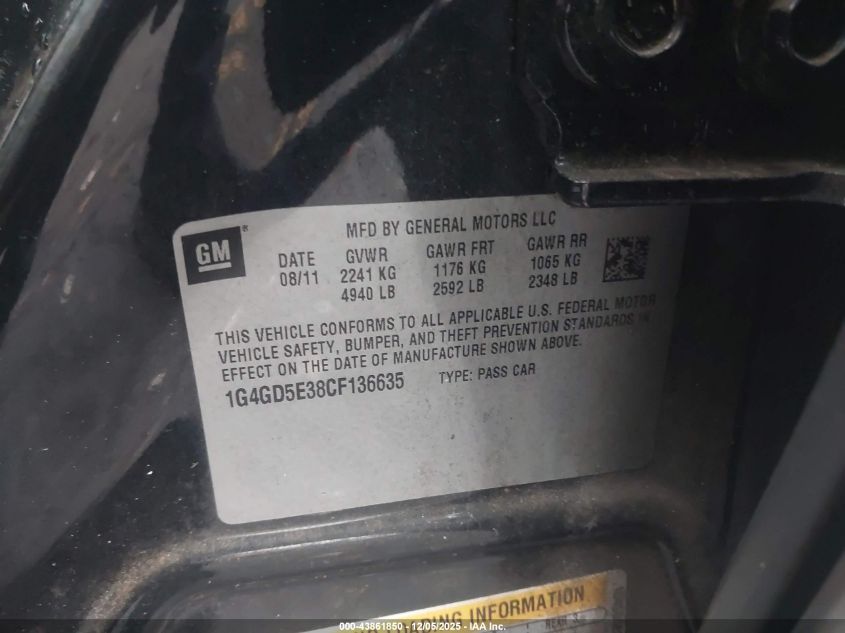 MFD BY GENERAL MOTORS LLC
GM
DATE GVWR GAWR FRT GAWR RR
08/11 2241 KG 1176 KG 1065 KG
4940 LB 2592 LB 2348 LB
THIS VEHICLE CONFORMS TO ALL APPLICABLE U.S. FEDERAL MOTOR
VEHICLE SAFETY, BUMPER, AND THEFT PREVENTION STANDARDS IN
EFFECT ON THE DATE OF MANUFACTURE SHOWN ABOVE.
1G4GD5E38CF136635 TYPE: PASS CAR
INFORMATION
REAR
000-43861850 - 12/05/2025 - IAA, Inc.